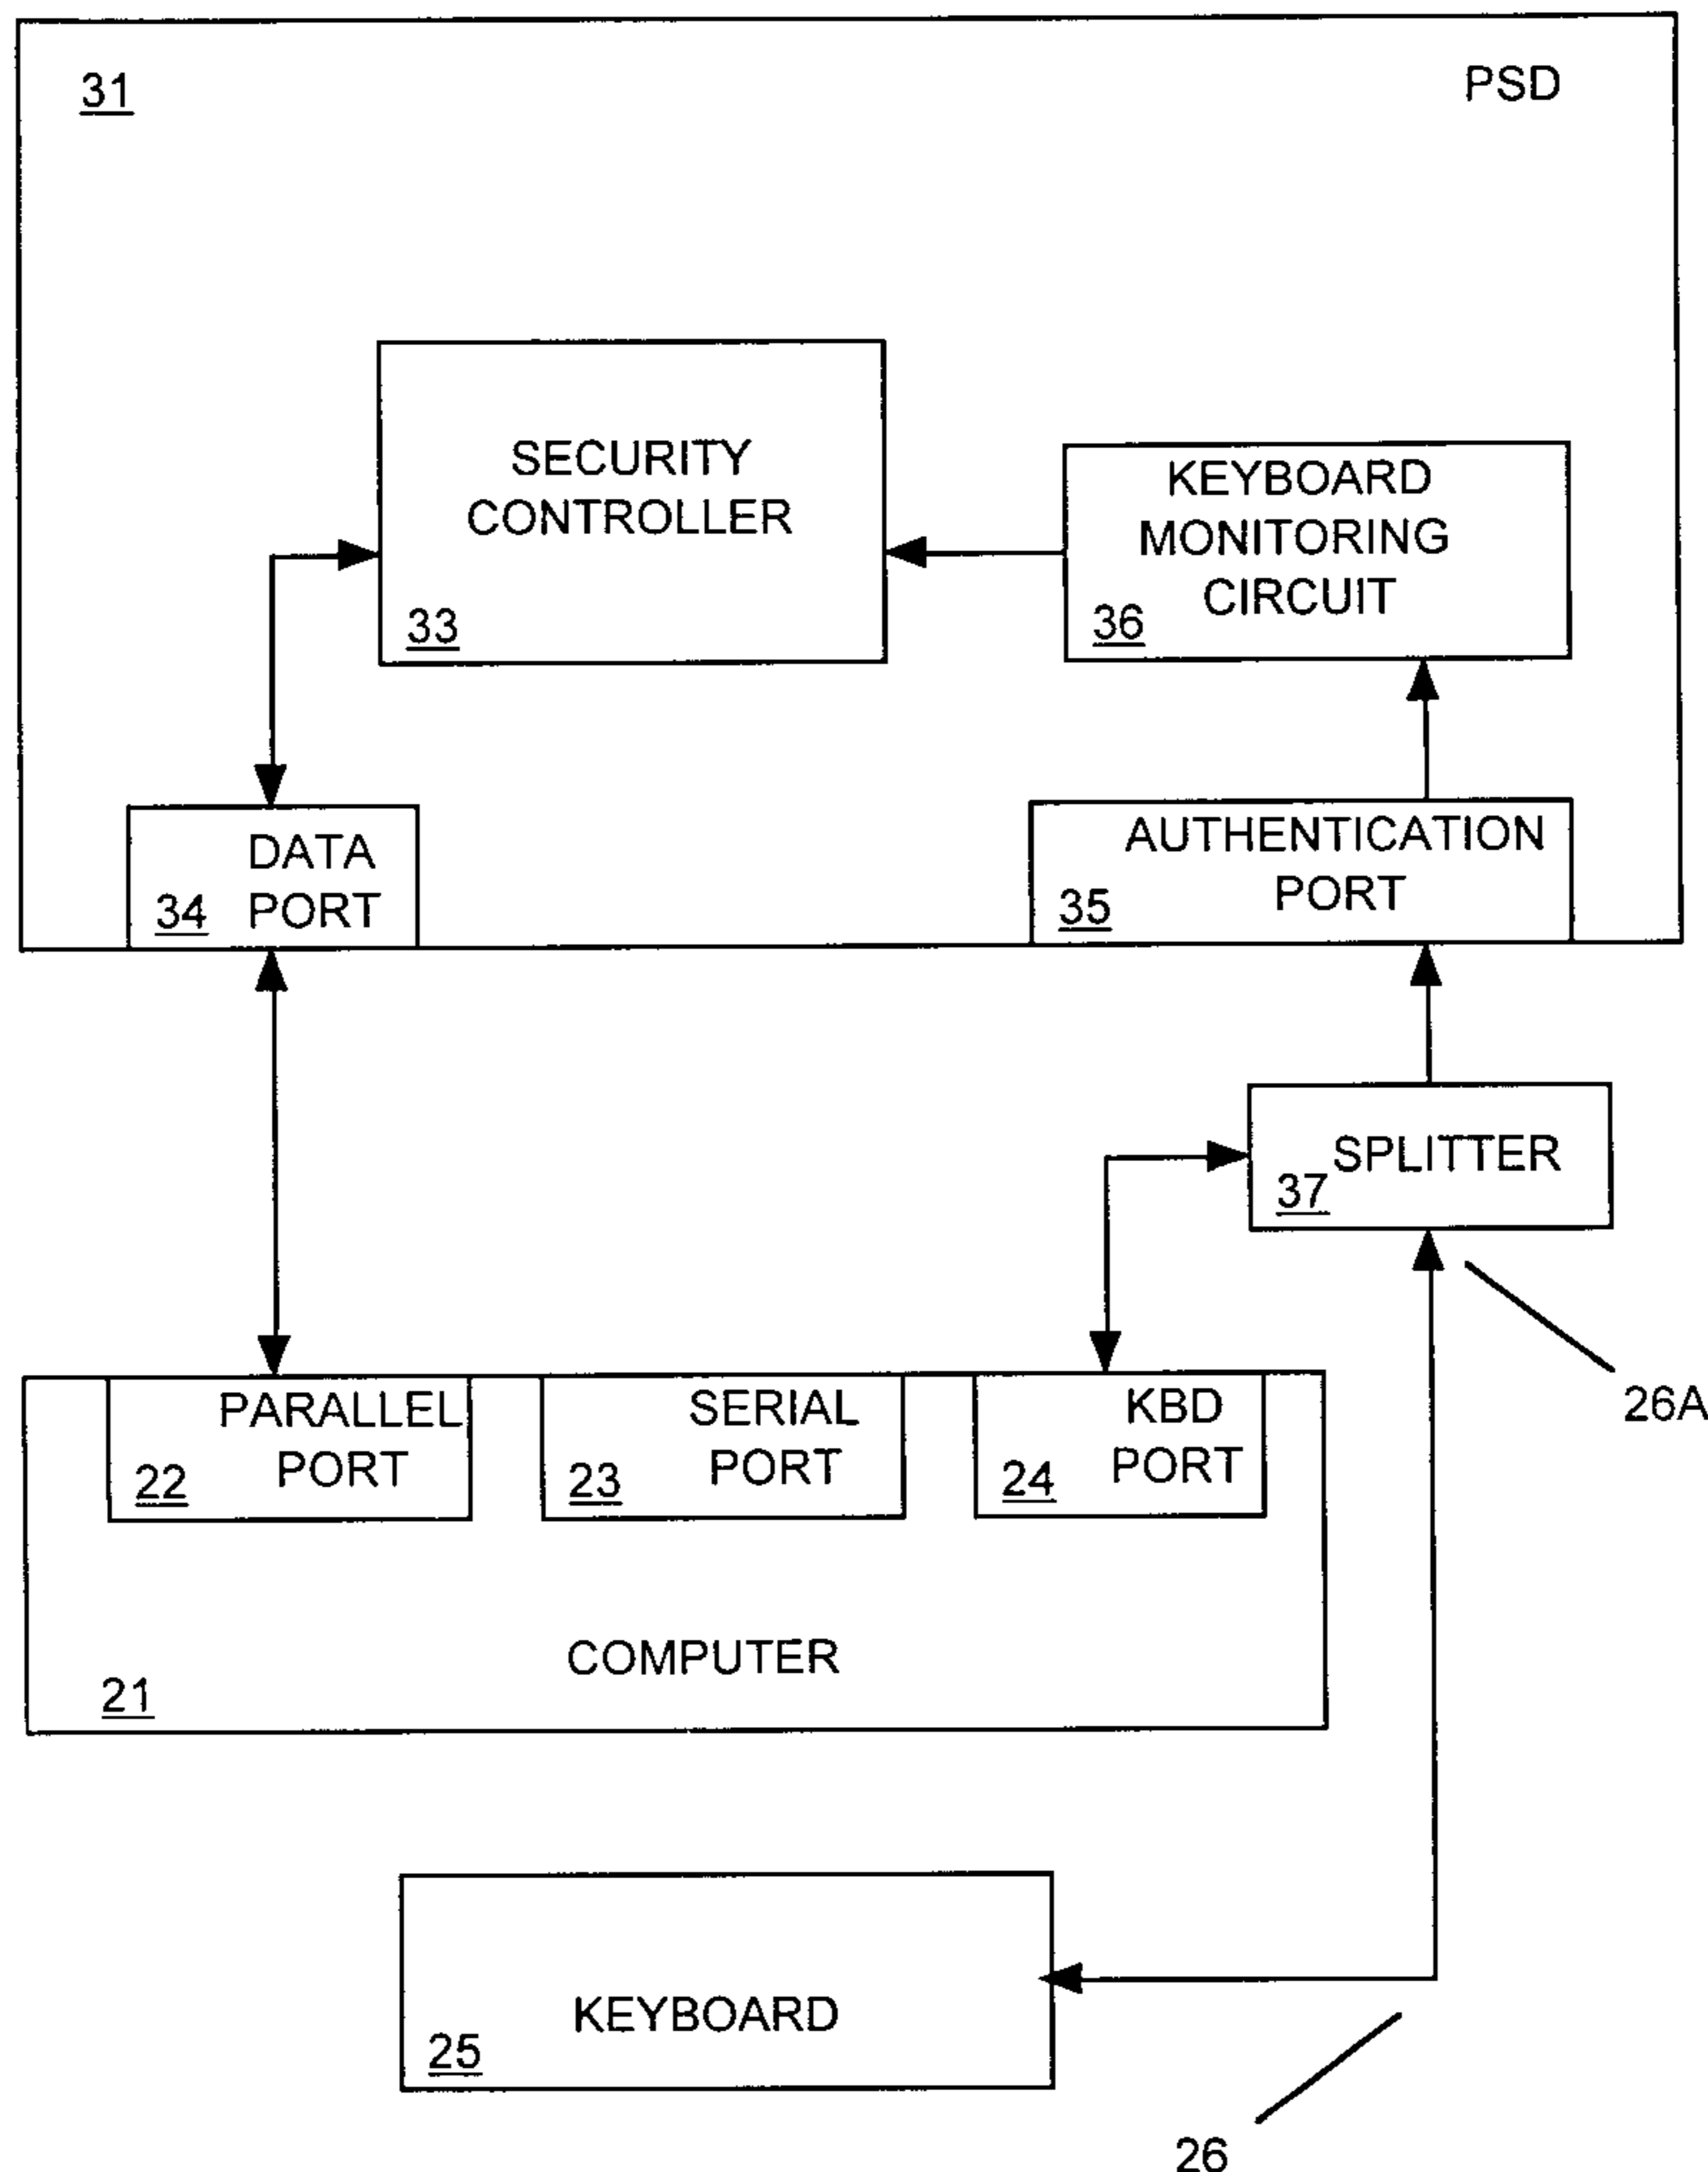 31
PSD
SECURITY
CONTROLLER
33
KEYBOARD
MONITORING
CIRCUIT
36
DATA
PORT
34
AUTHENTICATION
PORT
35
SPLITTER
37
26A
PARALLEL
PORT
22
SERIAL
PORT
23
KBD
PORT
24
COMPUTER
21
KEYBOARD
25
26